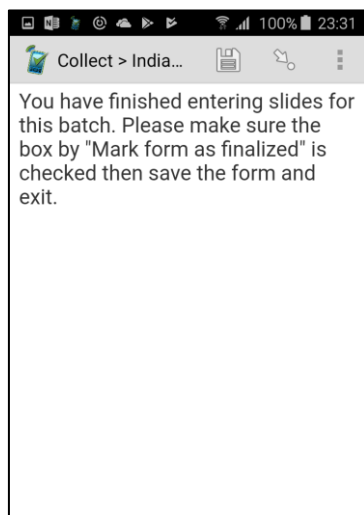 100% 23:31
Collect > India...
You have finished entering slides for
this batch. Please make sure the
box by "Mark form as finalized" is
checked then save the form and
exit.